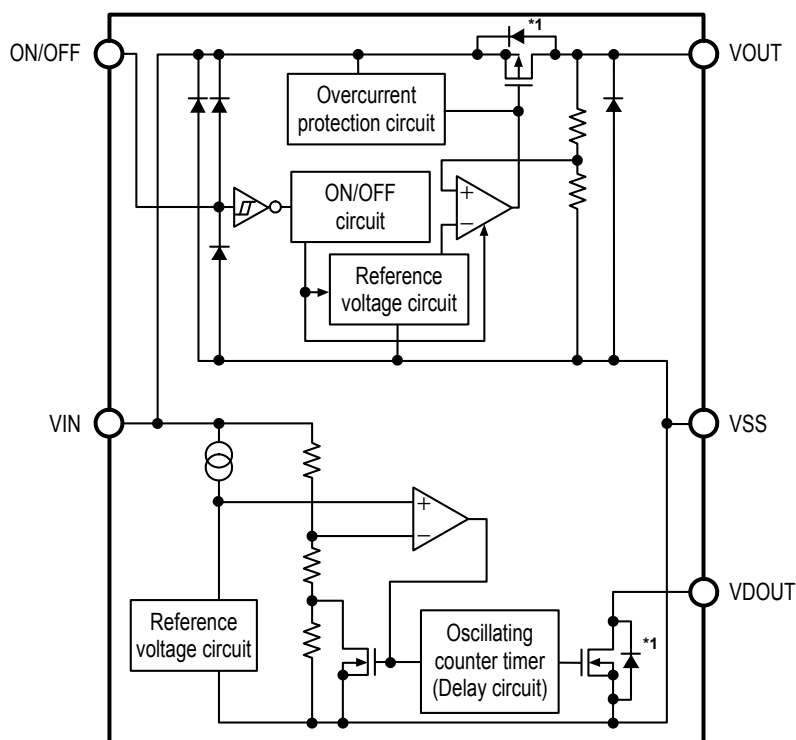 *1
ON/OFF
VOUT
Overcurrent
protection circuit
ON/OFF
circuit
+
−
Reference
voltage circuit
VIN
VSS
+
−
VDOUT
Reference
voltage circuit
Oscillating
counter timer
(Delay circuit)
*1